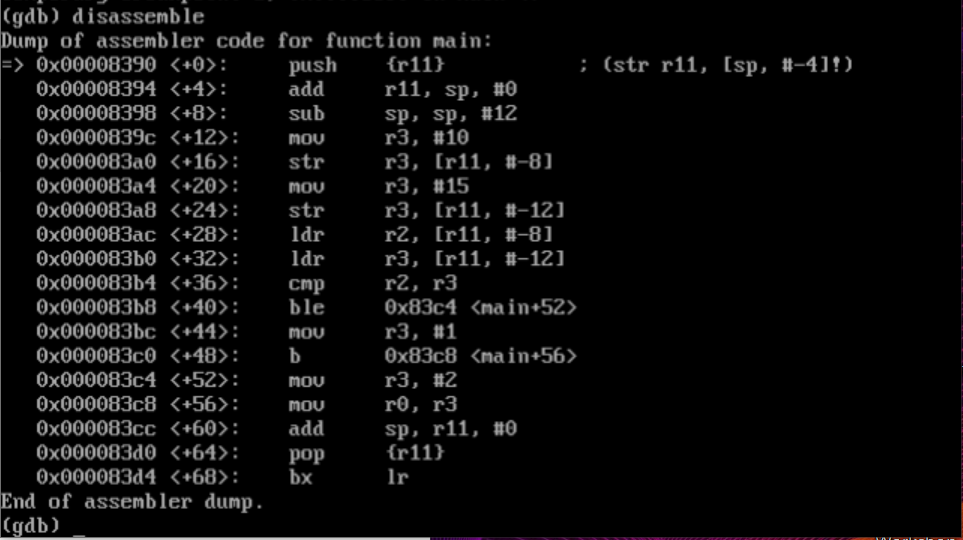 (gdb) disassemble
Dump of assembler code for function main:
=> 0x00008390 <+0>:     push    {r11}           ; (str r11, [sp, #-4]!)
   0x00008394 <+4>:     add     r11, sp, #0
   0x00008398 <+8>:     sub     sp, sp, #12
   0x0000839c <+12>:    mov     r3, #10
   0x000083a0 <+16>:    str     r3, [r11, #-8]
   0x000083a4 <+20>:    mov     r3, #15
   0x000083a8 <+24>:    str     r3, [r11, #-12]
   0x000083ac <+28>:    ldr     r2, [r11, #-8]
   0x000083b0 <+32>:    ldr     r3, [r11, #-12]
   0x000083b4 <+36>:    cmp     r2, r3
   0x000083b8 <+40>:    ble     0x83c4 <main+52>
   0x000083bc <+44>:    mov     r3, #1
   0x000083c0 <+48>:    b       0x83c8 <main+56>
   0x000083c4 <+52>:    mov     r3, #2
   0x000083c8 <+56>:    mov     r0, r3
   0x000083cc <+60>:    add     sp, r11, #0
   0x000083d0 <+64>:    pop     {r11}
   0x000083d4 <+68>:    bx      lr
End of assembler dump.
(gdb) _